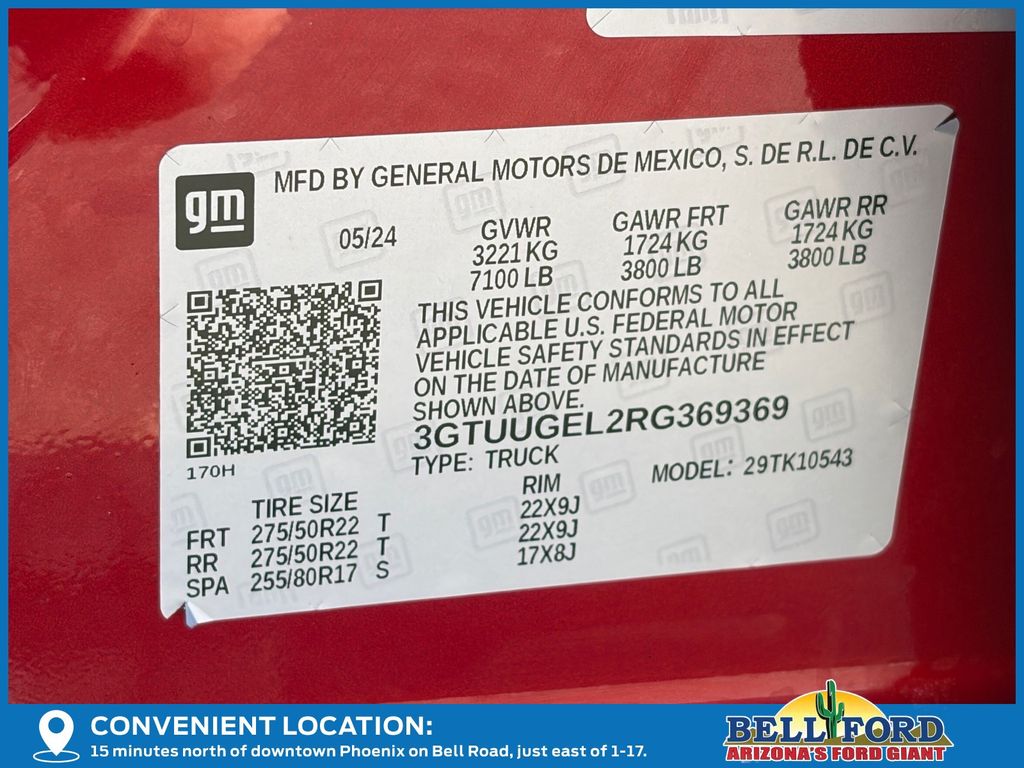 gm
MFD BY GENERAL MOTORS DE MEXICO, S. DE R.L. DE C.V.
05/24
GVWR GAWR FRT GAWR RR
3221 KG 1724 KG 1724 KG
7100 LB 3800 LB 3800 LB
THIS VEHICLE CONFORMS TO ALL
APPLICABLE U.S. FEDERAL MOTOR
VEHICLE SAFETY STANDARDS IN EFFECT
ON THE DATE OF MANUFACTURE
SHOWN ABOVE.
3GTUUGEL2RG369369
170H
TYPE: TRUCK MODEL: 29TK10543
TIRE SIZE RIM
FRT 275/50R22 T 22X9J
RR 275/50R22 T 22X9J
SPA 255/80R17 S 17X8J
CONVENIENT LOCATION:
15 minutes north of downtown Phoenix on Bell Road, just east of 1-17.
BELL FORD
ARIZONA'S FORD GIANT